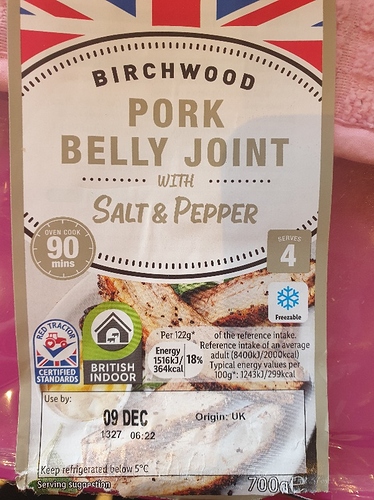 BIRCHWOOD
PORK
BELLY JOINT
WITH
SALT & PEPPER
OVEN COOK
90
mins
SERVES
4
Freezable
RED TRACTOR
CERTIFIED
STANDARDS
BRITISH
INDOOR
Per 122g*
Energy
1516kJ/
364kcal
18%
of the reference intake.
Reference intake of an average
adult (8400kJ/2000kcal)
Typical energy values per
100g*: 1243kJ/299kcal
Use by:
09 DEC
1327 06:22
Origin: UK
Keep refrigerated below 5°C
Serving suggestion
700g e